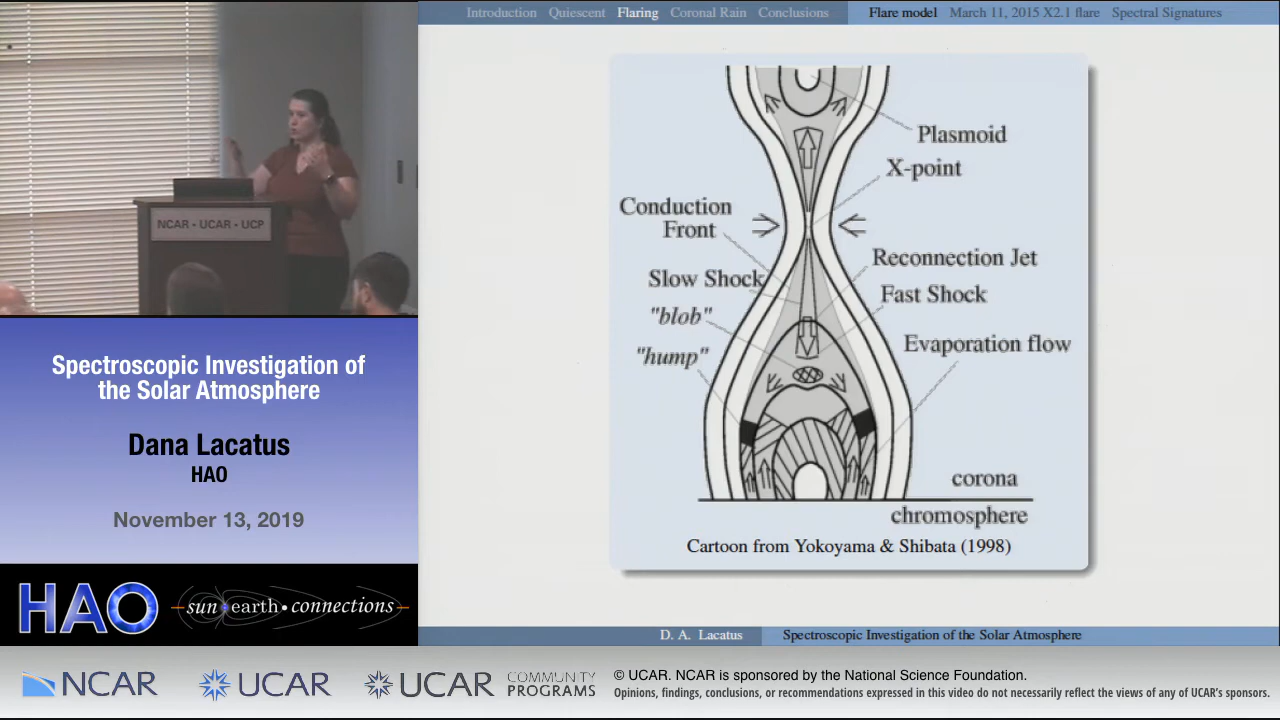 Introduction Quiescent Flaring Coronal Rain Conclusions
Flare model March 11, 2015 X2.1 flare Spectral Signatures
NCAR - UCAR - UCP
Plasmoid
X-point
Conduction
Front
Reconnection Jet
Slow Shock
Fast Shock
"blob"
Evaporation flow
"hump"
corona
chromosphere
Cartoon from Yokoyama & Shibata (1998)
Spectroscopic Investigation of
the Solar Atmosphere
Dana Lacatus
HAO
November 13, 2019
HAO
sun earth • connections
D. A. Lacatus
Spectroscopic Investigation of the Solar Atmosphere
NCAR
UCAR
UCAR
COMMUNITY
PROGRAMS
© UCAR. NCAR is sponsored by the National Science Foundation.
Opinions, findings, conclusions, or recommendations expressed in this video do not necessarily reflect the views of any of UCAR's sponsors.